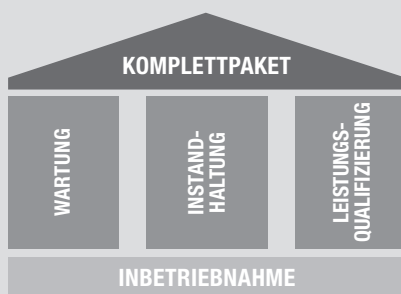 KOMPLETTPAKET
WARTUNG
INSTAND-
HALTUNG
LEISTUNGS-
QUALIFIZIERUNG
INBETRIEBNAHME